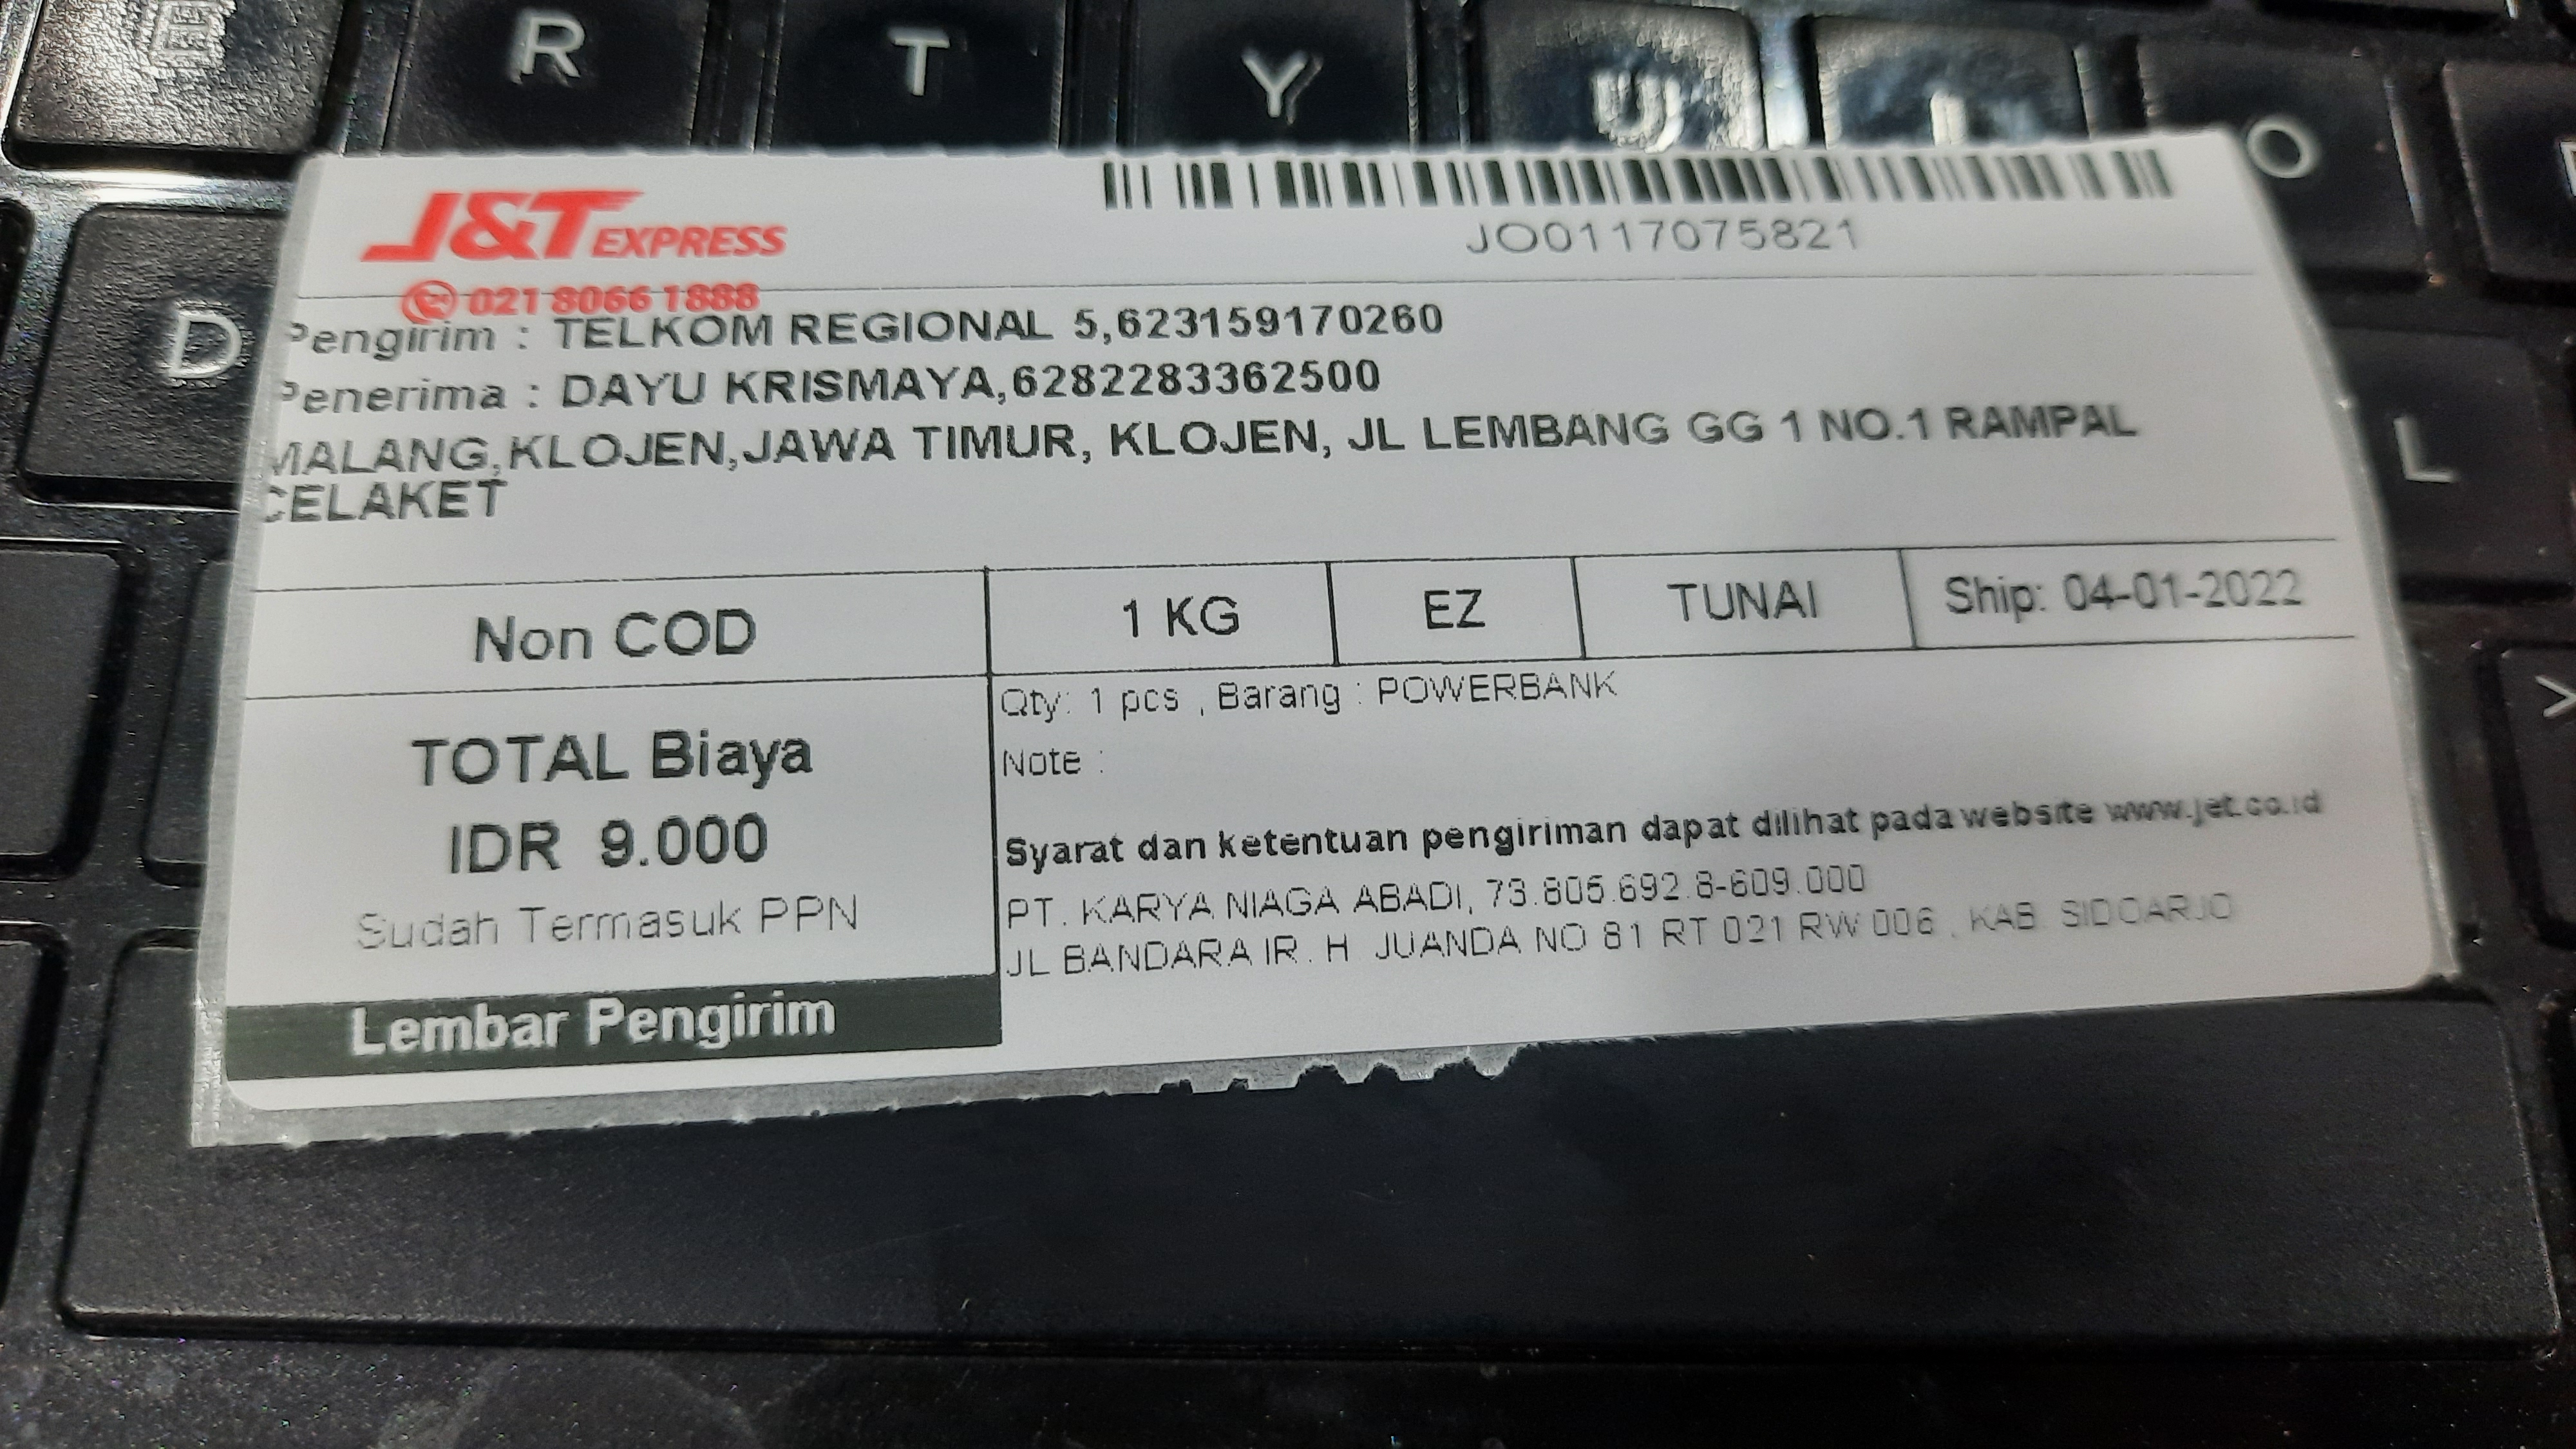 J&T EXPRESS
021 8066 1888
JO0117075821
Pengirim : TELKOM REGIONAL 5,623159170260
Penerima : DAYU KRISMAYA,6282283362500
MALANG,KLOJEN,JAWA TIMUR, KLOJEN, JL LEMBANG GG 1 NO.1 RAMPAL
CELAKET
Non COD
1 KG
EZ
TUNAI
Ship: 04-01-2022
TOTAL Biaya
IDR 9.000
Sudah Termasuk PPN
Lembar Pengirim
Qty: 1 pcs , Barang : POWERBANK
Note :
Syarat dan ketentuan pengiriman dapat dilihat pada website www.jet.co.id
PT. KARYA NIAGA ABADI, 73.805.692.8-609.000
JL BANDARA IR. H JUANDA NO 81 RT 021 RW 006 , KAB. SIDOARJO
E
D
R
T
Y
U
I
O
L